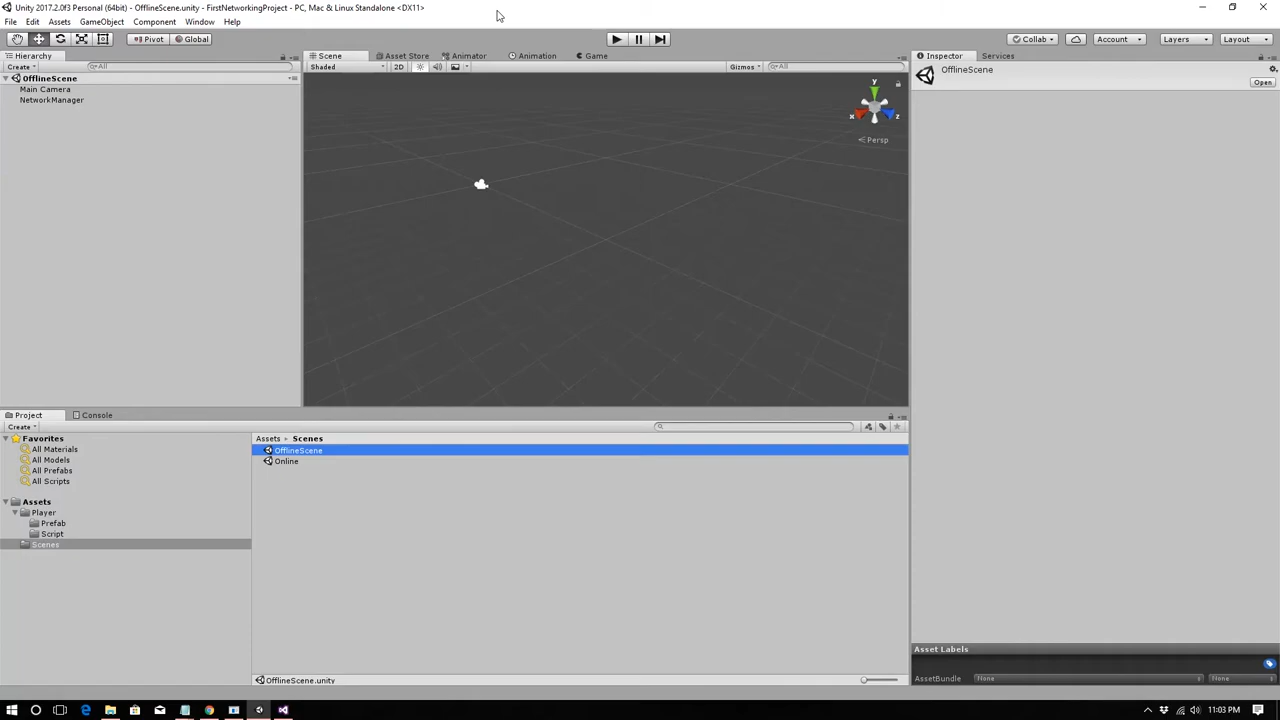 Unity 2017.2.0f3 Personal (64bit) - OfflineScene.unity - FirstNetworkingProject - PC, Mac & Linux Standalone <DX11>
File Edit Assets GameObject Component Window Help
Pivot Global Collab Account Layers Layout
Hierarchy Scene Asset Store Animator Animation Game Inspector Services
Create All Shaded 2D Gizmos All
OfflineScene
Open
OfflineScene
Main Camera
NetworkManager
y
x z
Persp
Project Console
Create
Favorites
All Materials
All Models
All Prefabs
All Scripts
Assets
Player
Prefab
Script
Scenes
Assets Scenes
OfflineScene
Online
OfflineScene.unity
Asset Labels
AssetBundle None None
11:03 PM